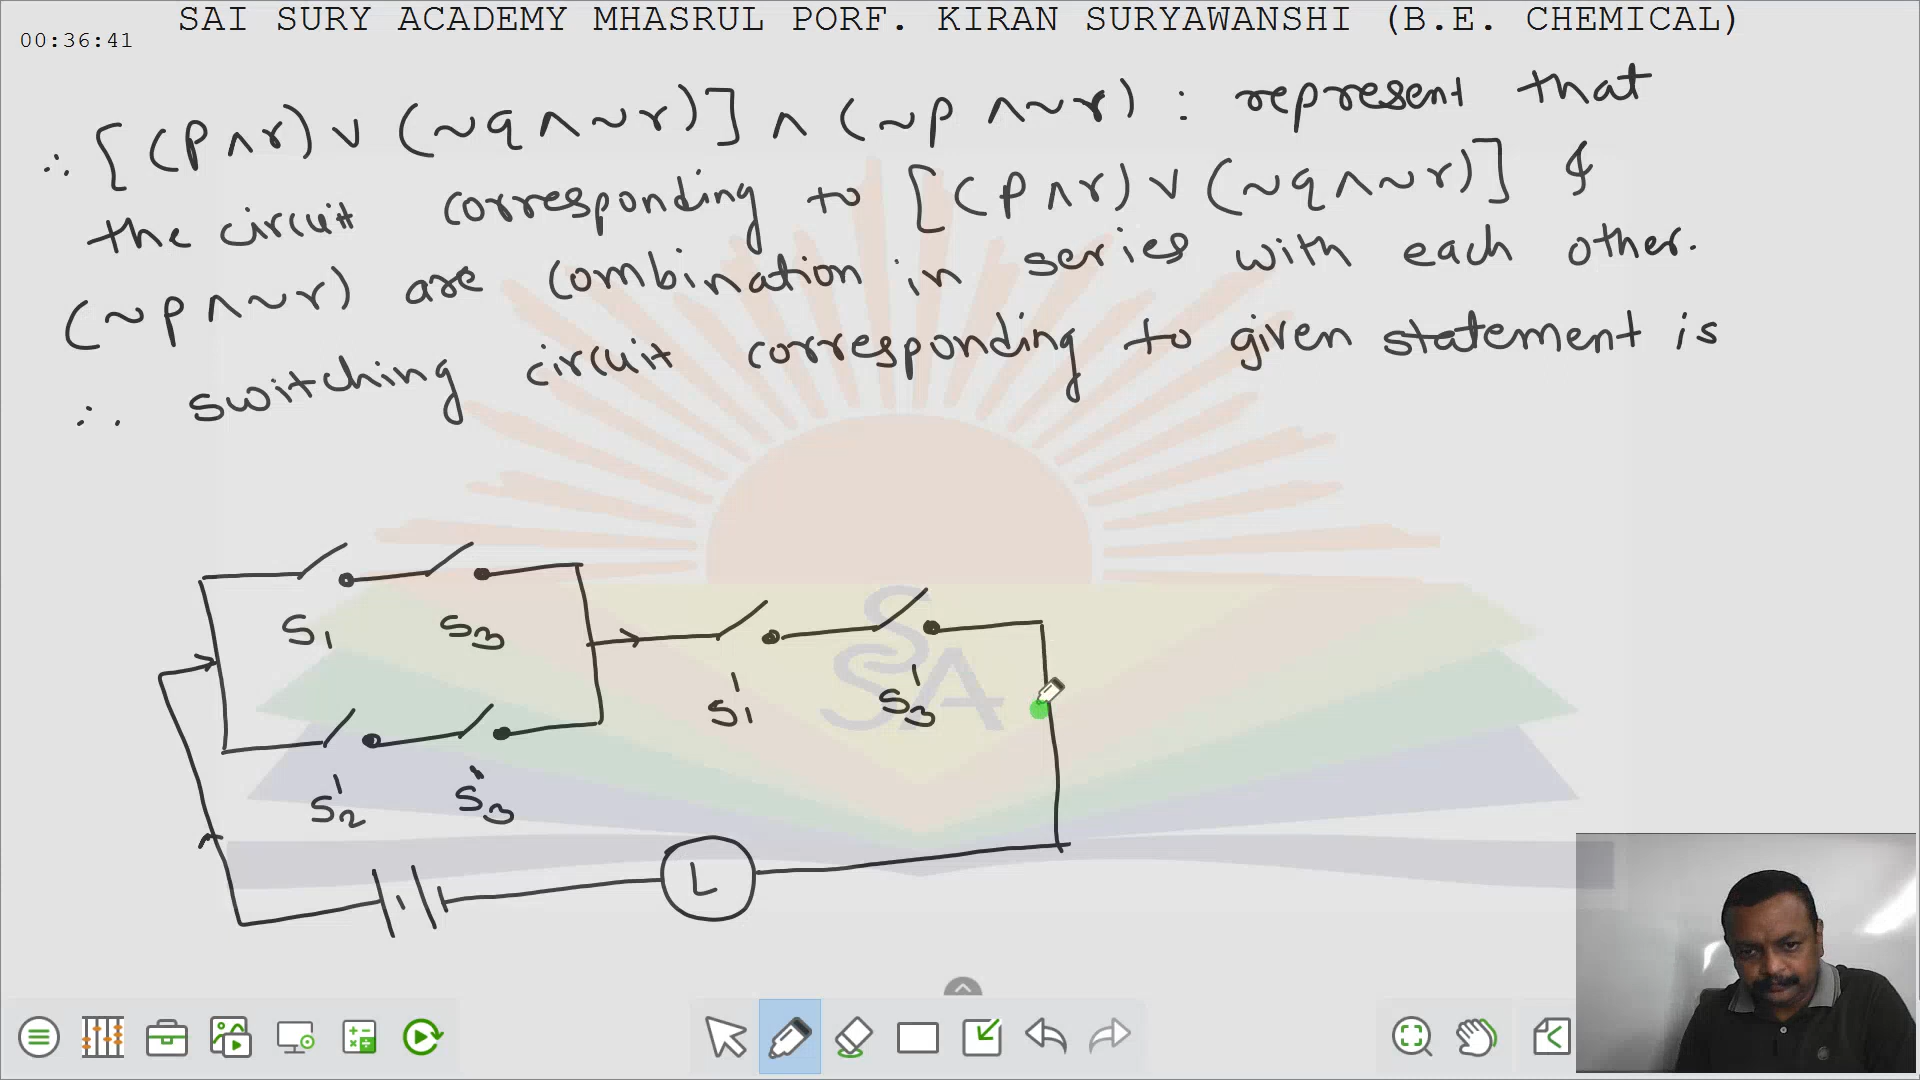 SAI SURY ACADEMY MHASRUL PORF. KIRAN SURYAWANSHI (B.E. CHEMICAL)
00:36:41
∴ [(p∧r)∨(~q∧~r)]∧(~p∧~r) : represent that
the circuit corresponding to [(p∧r)∨(~q∧~r)] &
(~p∧~r) are combination in series with each other.
∴ switching circuit corresponding to given statement is
S₁ S₃
S₁' S₃'
S₂' S₃'
L
S
SA